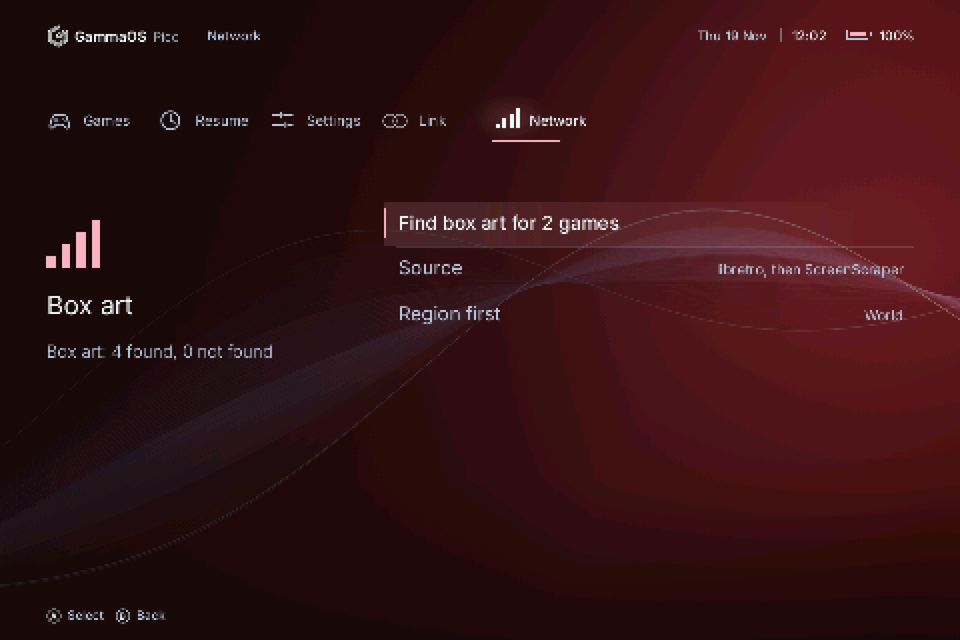 GammaOS Pico Network Thu 19 Nov 12:02 100%
Games Resume Settings Link Network
Find box art for 2 games
Source libretro, then ScreenScraper
Box art
Region first World
Box art: 4 found, 0 not found
A Select B Back